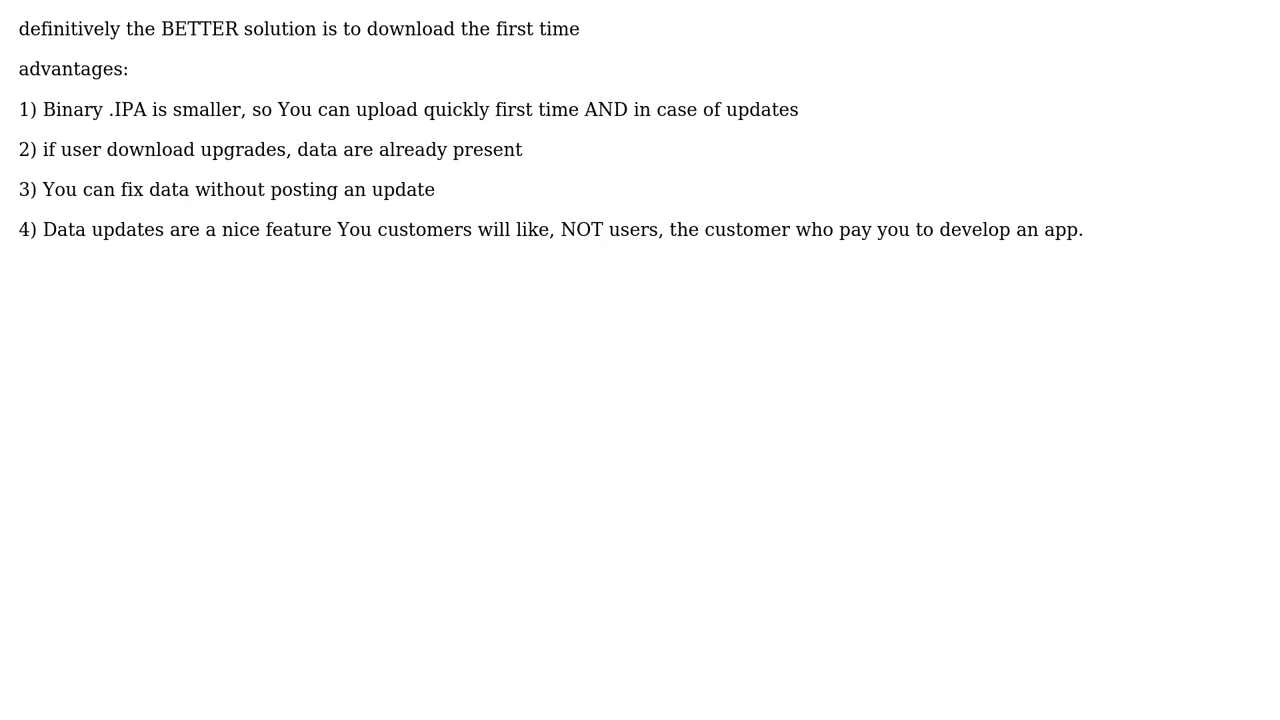 definitively the BETTER solution is to download the first time
advantages:
1) Binary .IPA is smaller, so You can upload quickly first time AND in case of updates
2) if user download upgrades, data are already present
3) You can fix data without posting an update
4) Data updates are a nice feature You customers will like, NOT users, the customer who pay you to develop an app.